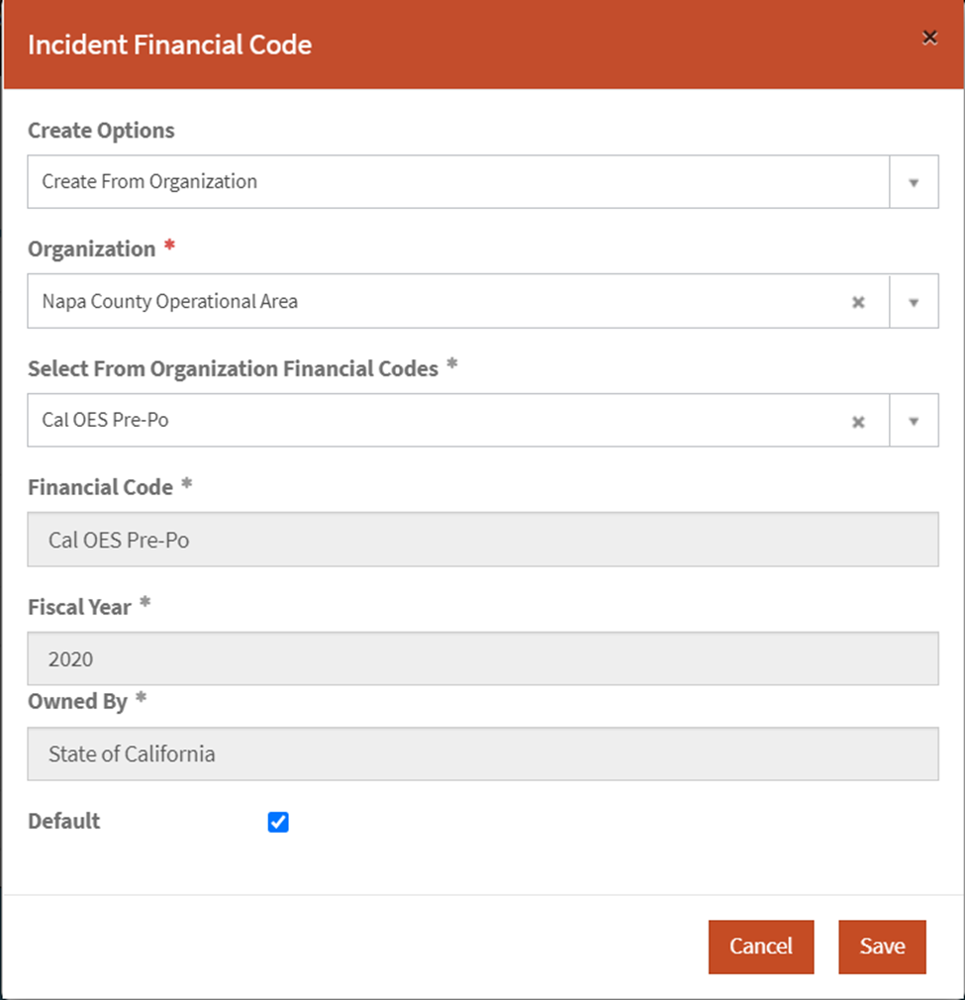 Incident Financial Code
Create Options
Create From Organization
Organization *
Napa County Operational Area
Select From Organization Financial Codes *
Cal OES Pre-Po
Financial Code *
Cal OES Pre-Po
Fiscal Year *
2020
Owned By *
State of California
Default
Cancel Save